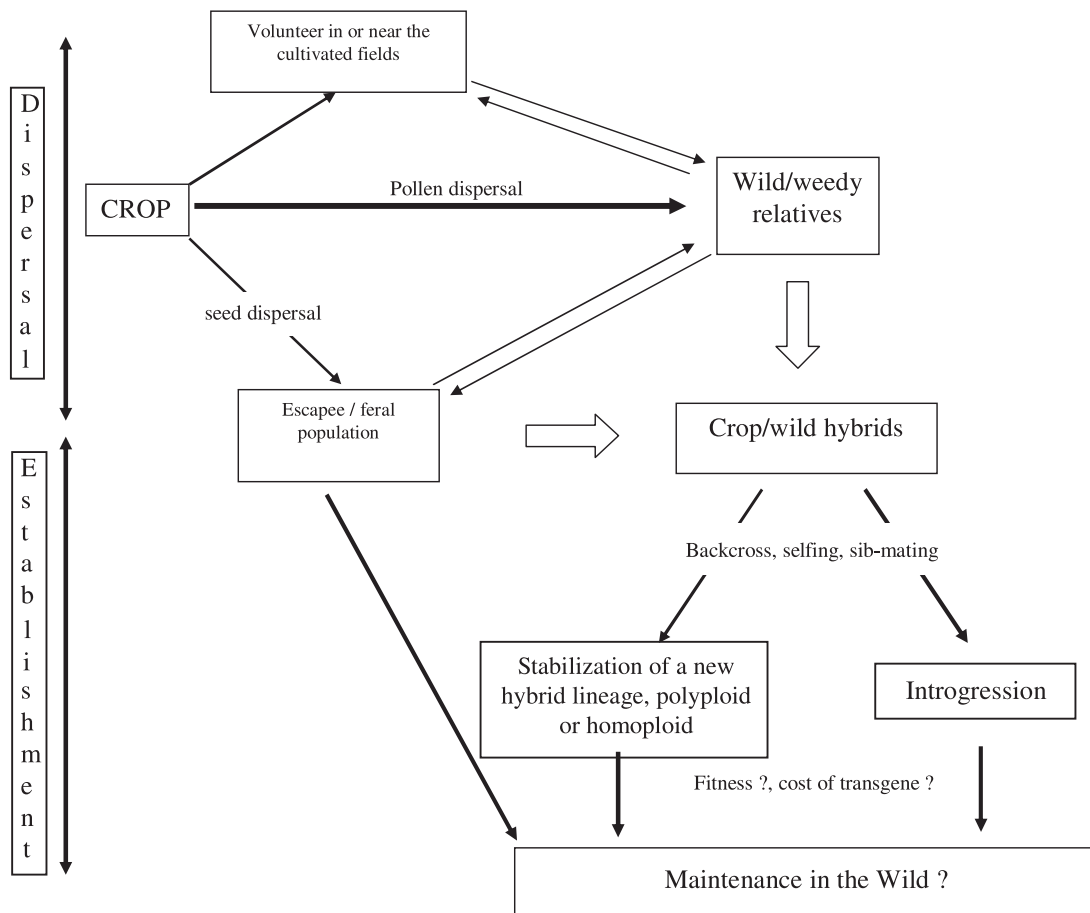 Volunteer in or near the
cultivated fields
Dispersal
CROP
Pollen dispersal
Wild/weedy
relatives
seed dispersal
Escapee / feral
population
Crop/wild hybrids
Establishment
Backcross, selfing, sib-mating
Stabilization of a new
hybrid lineage, polyploid
or homoploid
Introgression
Fitness ?, cost of transgene ?
Maintenance in the Wild ?